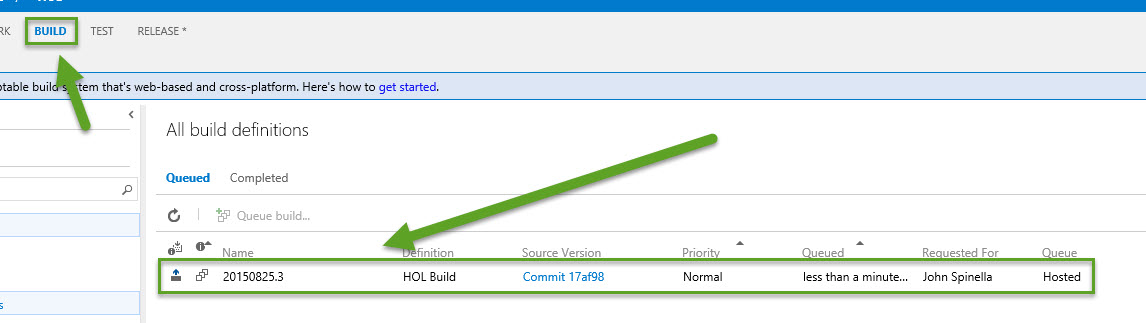 RK BUILD TEST RELEASE *
ptable build system that's web-based and cross-platform. Here's how to get started.
All build definitions
Queued Completed
Queue build...
Name Definition Source Version Priority Queued Requested For Queue
20150825.3 HOL Build Commit 17af98 Normal less than a minute... John Spinella Hosted
s